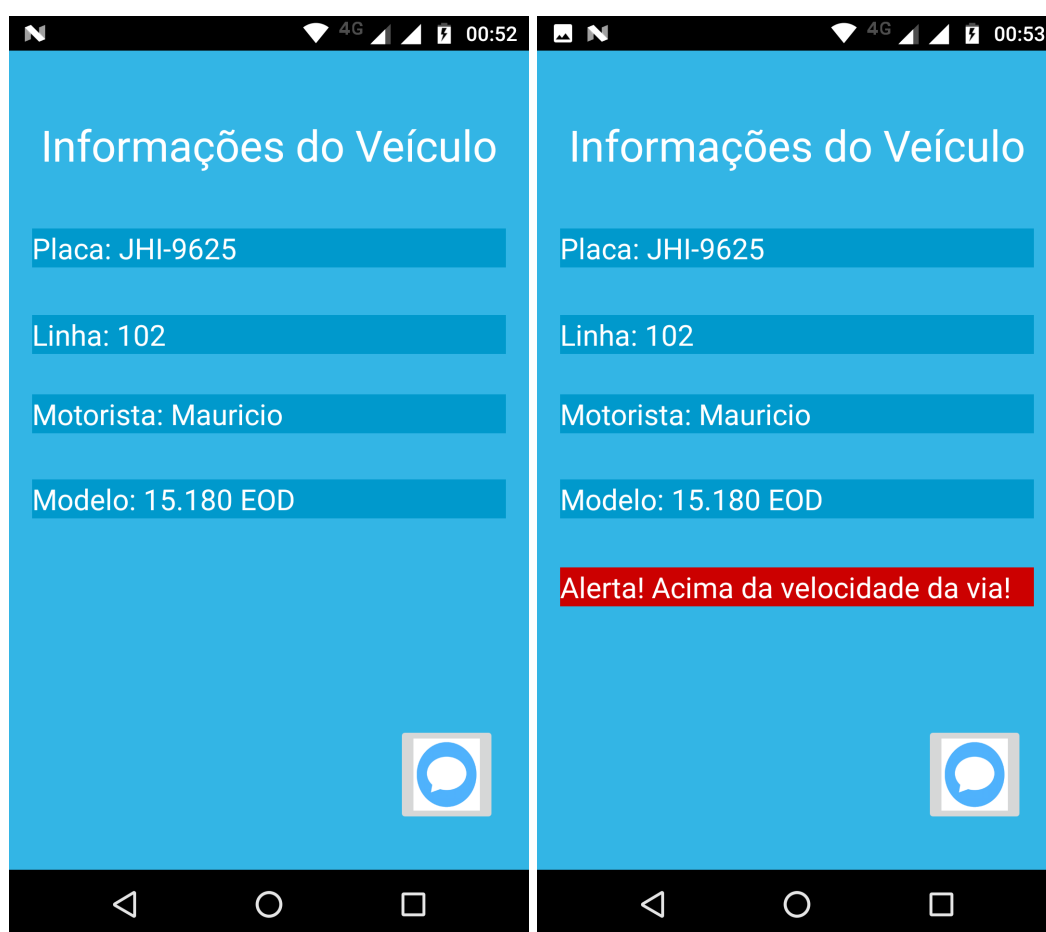 4G 00:52
Informações do Veículo
Placa: JHI-9625
Linha: 102
Motorista: Mauricio
Modelo: 15.180 EOD
4G 00:53
Informações do Veículo
Placa: JHI-9625
Linha: 102
Motorista: Mauricio
Modelo: 15.180 EOD
Alerta! Acima da velocidade da via!